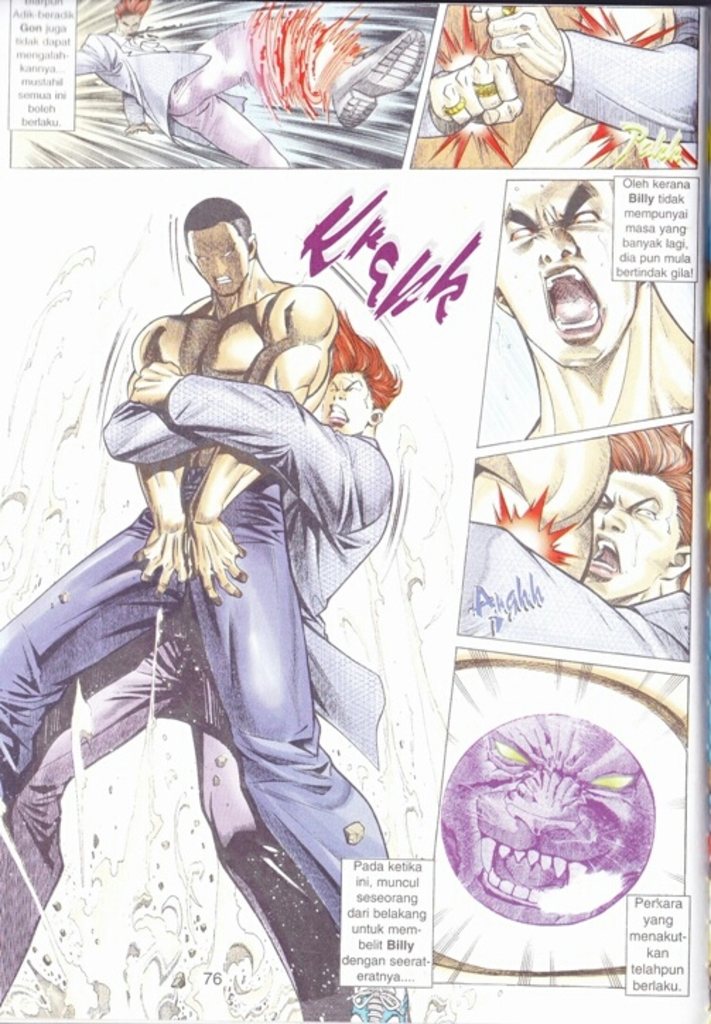 Adik-beradik
Gon juga
tidak dapat
mengalah-
kannya...
mustahil
semua ini
boleh
berlaku.
Oleh kerana
Billy tidak
mempunyai
masa yang
banyak lagi,
dia pun mula
bertindak gila!
Kraakk
Arghh
Pada ketika
ini, muncul
seseorang
dari belakang
untuk mem-
belit Billy
dengan seerat-
eratnya....
Perkara
yang
menakut-
kan
telahpun
berlaku.
76